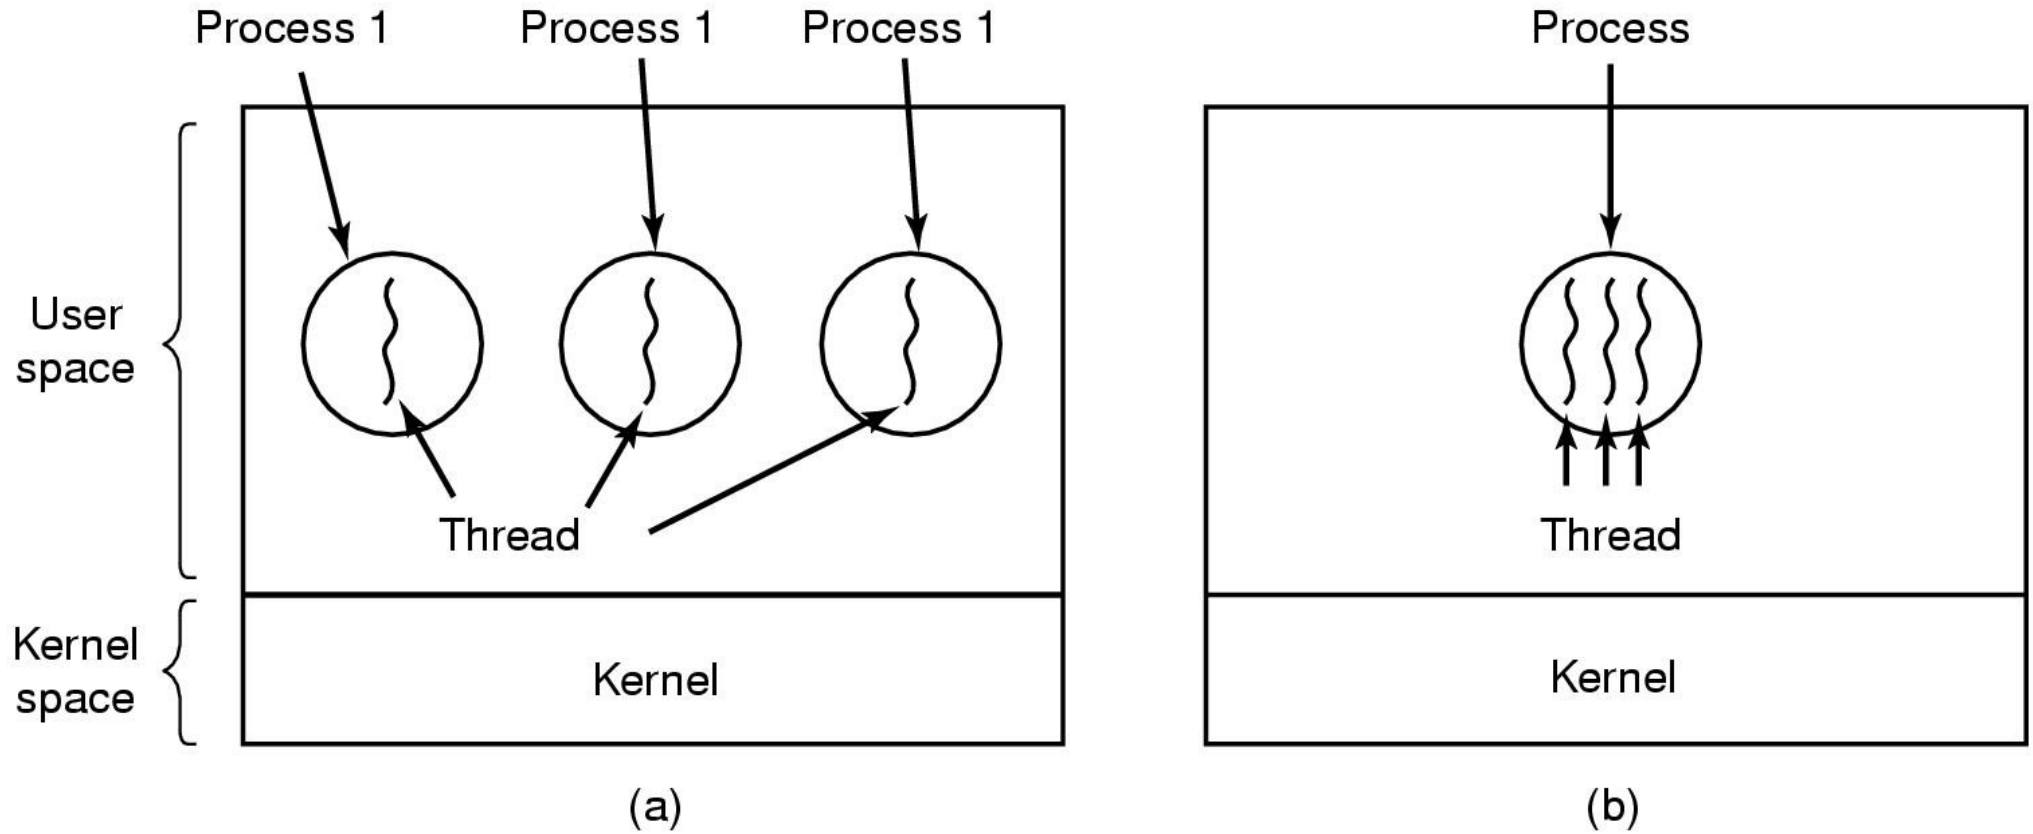 Process 1
Process 1
Process 1
Process
User
space
Thread
Thread
Kernel
space
Kernel
Kernel
(a)
(b)